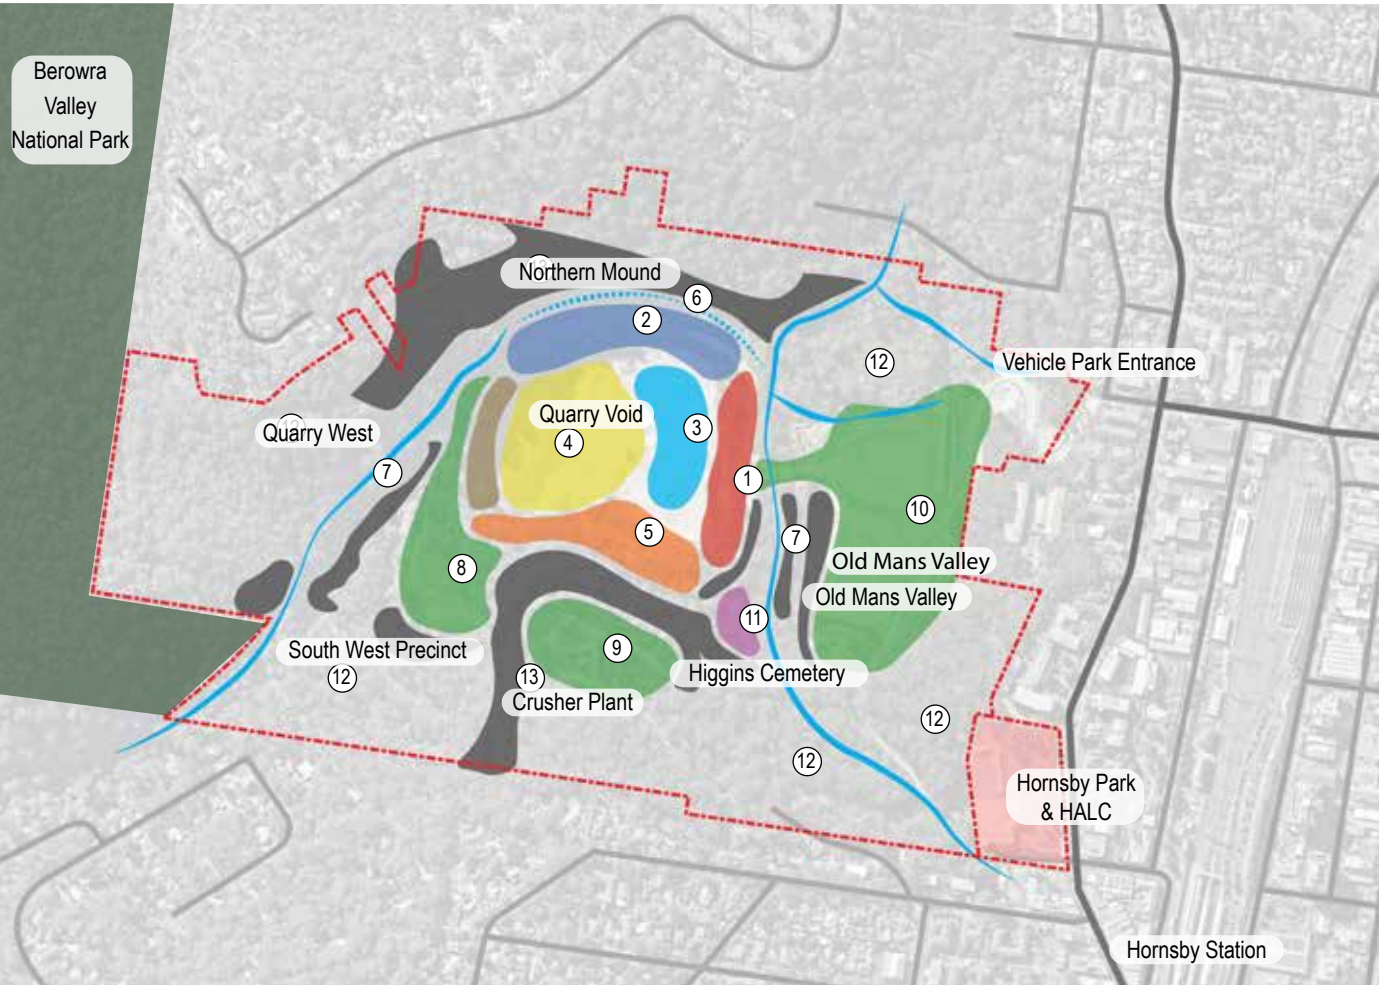 Berowra
Valley
National Park
Northern Mound
6
2
12
Vehicle Park Entrance
Quarry Void
4
3
Quarry West
7
1
10
5
7
Old Mans Valley
8
Old Mans Valley
11
South West Precinct
12
9
13
Higgins Cemetery
Crusher Plant
12
12
Hornsby Park
& HALC
Hornsby Station